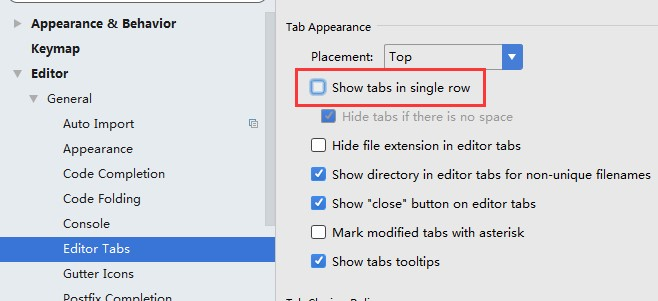 Appearance & Behavior
Keymap
Editor
General
Auto Import
Appearance
Code Completion
Code Folding
Console
Editor Tabs
Gutter Icons
Postfix Completion
Tab Appearance
Placement: Top
Show tabs in single row
Hide tabs if there is no space
Hide file extension in editor tabs
Show directory in editor tabs for non-unique filenames
Show "close" button on editor tabs
Mark modified tabs with asterisk
Show tabs tooltips
Tab Closing Policy